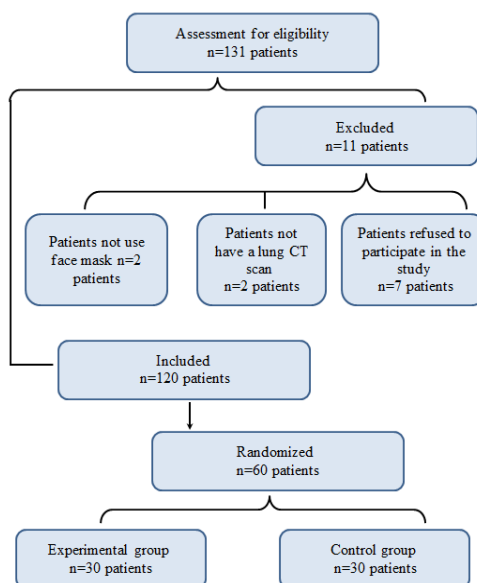 Assessment for eligibility
n=131 patients
Excluded
n=11 patients
Patients not use
face mask n=2
patients
Patients not
have a lung CT
scan
n=2 patients
Patients refused to
participate in the
study
n=7 patients
Included
n=120 patients
Randomized
n=60 patients
Experimental group
n=30 patients
Control group
n=30 patients